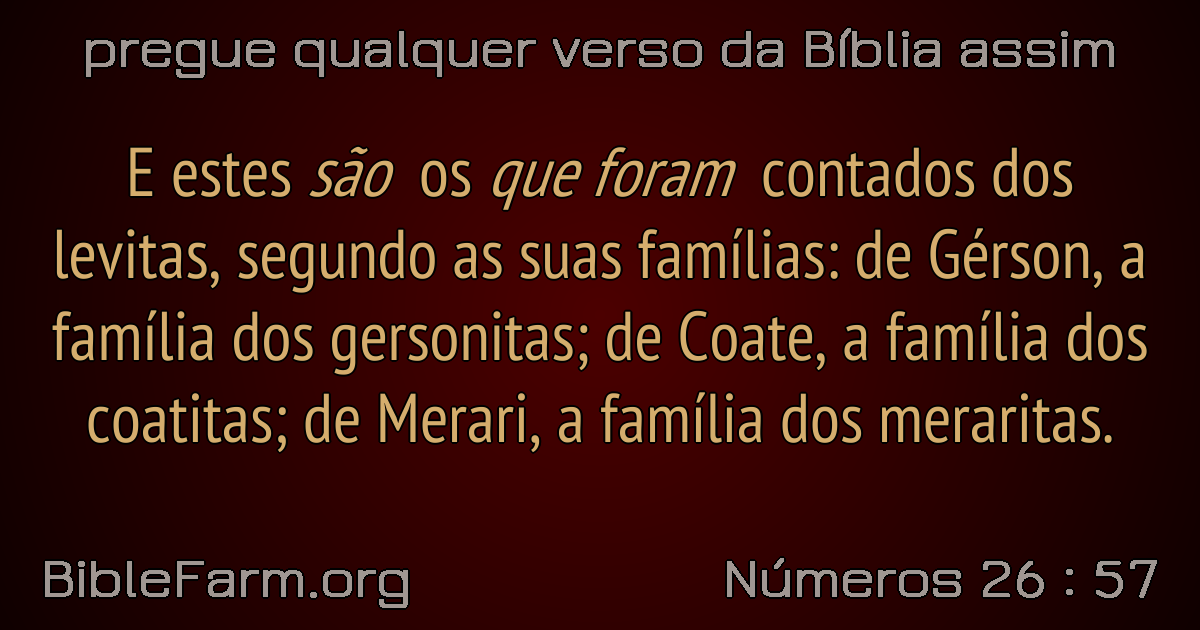 pregue qualquer verso da Bíblia assim
E estes são os que foram contados dos
levitas, segundo as suas famílias: de Gérson, a
família dos gersonitas; de Coate, a família dos
coatitas; de Merari, a família dos meraritas.
BibleFarm.org
Números 26 : 57